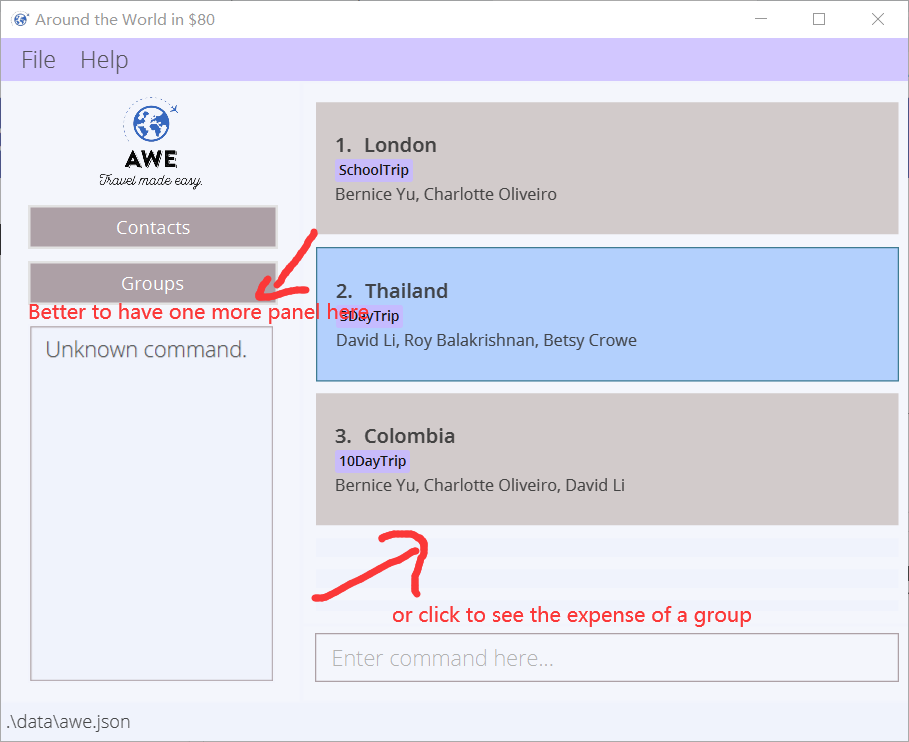 Around the World in $80
File Help
AWE
Travel made easy.
Contacts
Groups
Better to have one more panel here
Unknown command.
1. London
SchoolTrip
Bernice Yu, Charlotte Oliveiro
2. Thailand
3DayTrip
David Li, Roy Balakrishnan, Betsy Crowe
3. Colombia
10DayTrip
Bernice Yu, Charlotte Oliveiro, David Li
or click to see the expense of a group
Enter command here...
.\data\awe.json